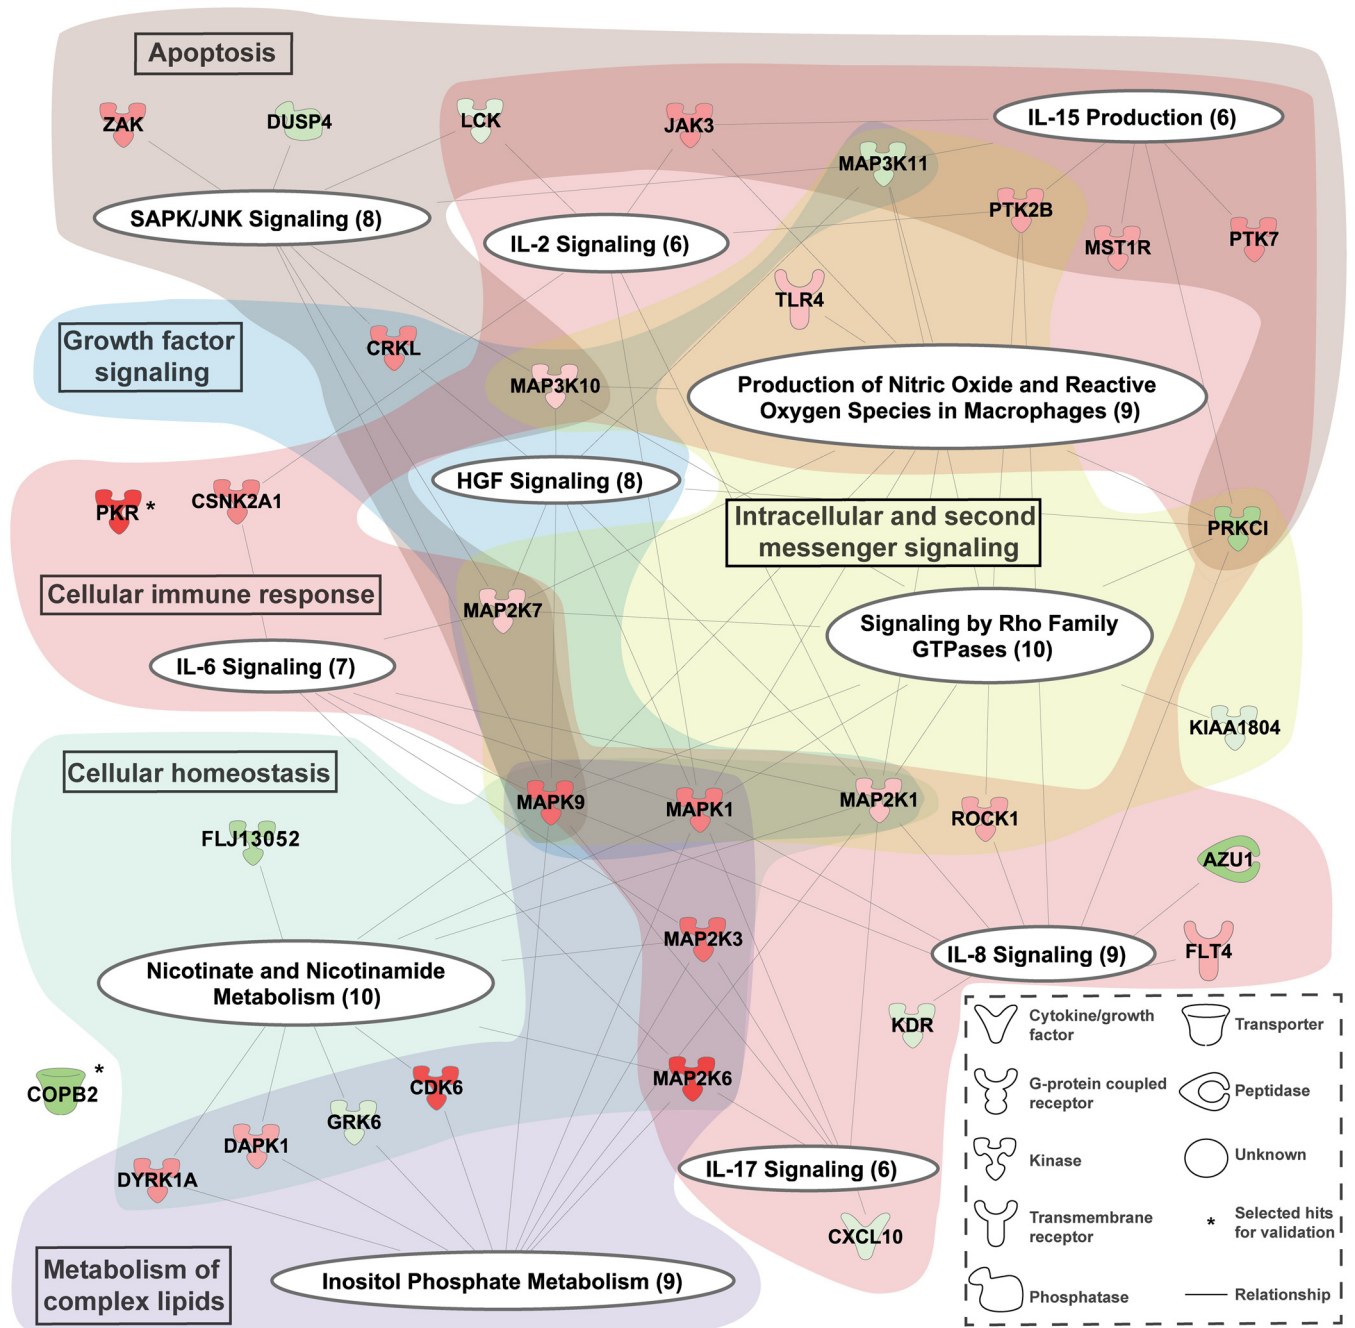 Apoptosis
ZAK
DUSP4
LCK
JAK3
IL-15 Production (6)
MAP3K11
SAPK/JNK Signaling (8)
IL-2 Signaling (6)
PTK2B
MST1R
PTK7
TLR4
Growth factor
signaling
CRKL
MAP3K10
Production of Nitric Oxide and Reactive
Oxygen Species in Macrophages (9)
HGF Signaling (8)
PKR *
CSNK2A1
Intracellular and second
messenger signaling
PRKCI
Cellular immune response
MAP2K7
Signaling by Rho Family
GTPases (10)
IL-6 Signaling (7)
KIAA1804
Cellular homeostasis
MAPK9
MAPK1
MAP2K1
ROCK1
FLJ13052
AZU1
MAP2K3
IL-8 Signaling (9)
FLT4
Nicotinate and Nicotinamide
Metabolism (10)
KDR
COPB2 *
CDK6
MAP2K6
GRK6
DAPK1
DYRK1A
IL-17 Signaling (6)
CXCL10
Metabolism of
complex lipids
Inositol Phosphate Metabolism (9)
Cytokine/growth
factor
Transporter
G-protein coupled
receptor
Peptidase
Kinase
Unknown
Transmembrane
receptor
* Selected hits
for validation
Phosphatase
Relationship